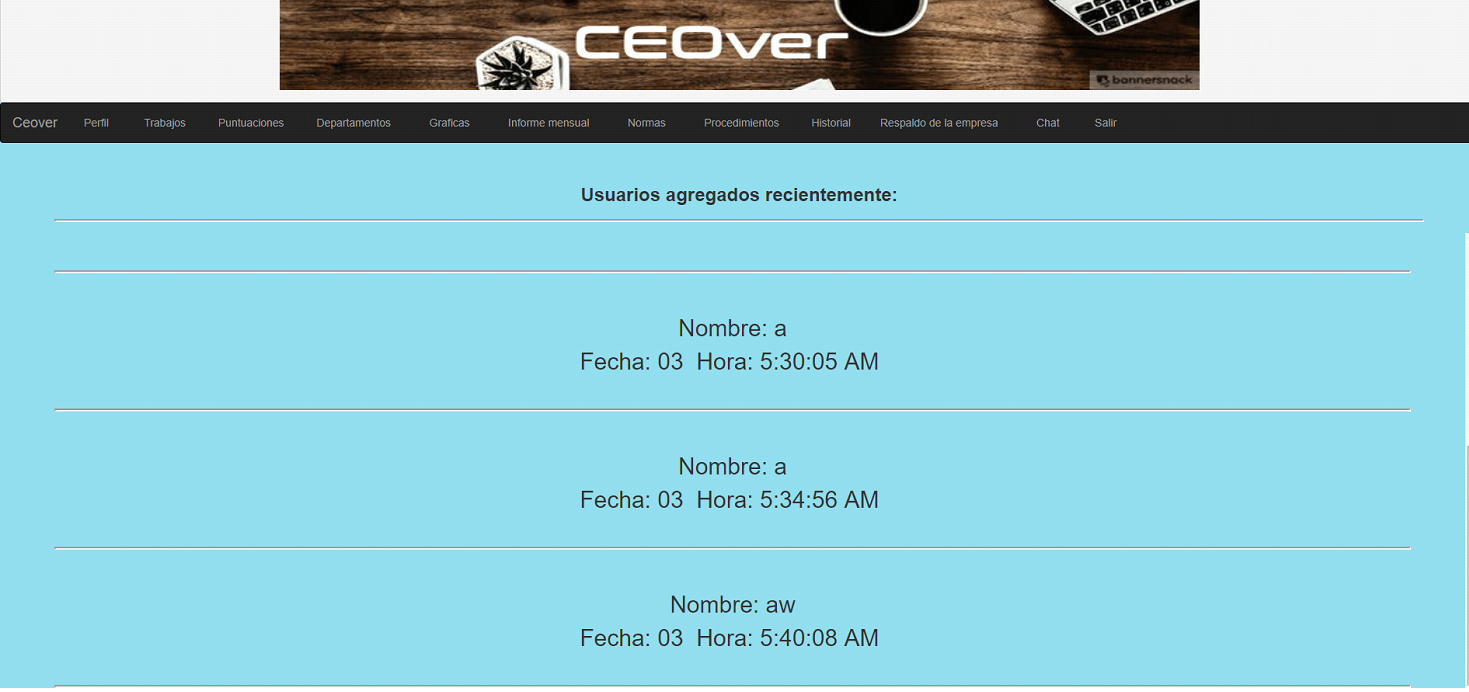 CEOver
bannersnack
Ceover Perfil Trabajos Puntuaciones Departamentos Graficas Informe mensual Normas Procedimientos Historial Respaldo de la empresa Chat Salir
Usuarios agregados recientemente:
Nombre: a
Fecha: 03 Hora: 5:30:05 AM
Nombre: a
Fecha: 03 Hora: 5:34:56 AM
Nombre: aw
Fecha: 03 Hora: 5:40:08 AM